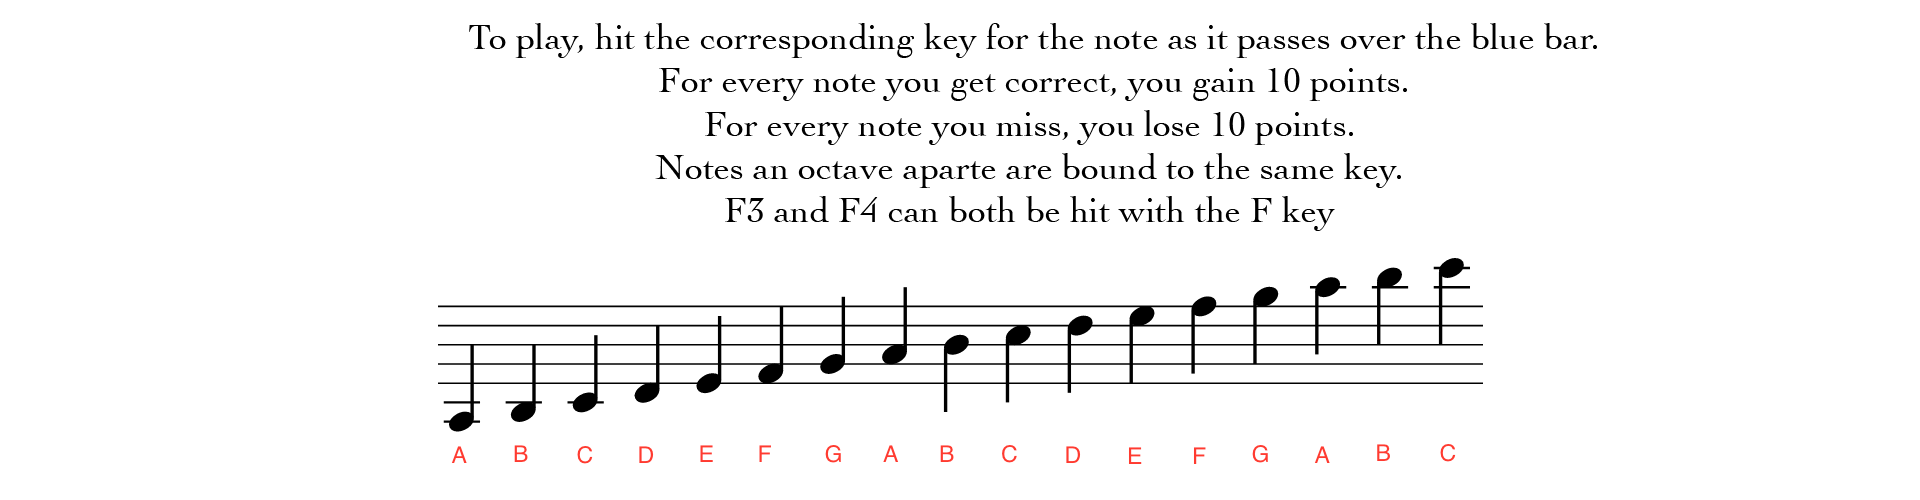 To play, hit the corresponding key for the note as it passes over the blue bar.
For every note you get correct, you gain 10 points.
For every note you miss, you lose 10 points.
Notes an octave aparte are bound to the same key.
F3 and F4 can both be hit with the F key
A B C D E F G A B C D E F G A B C